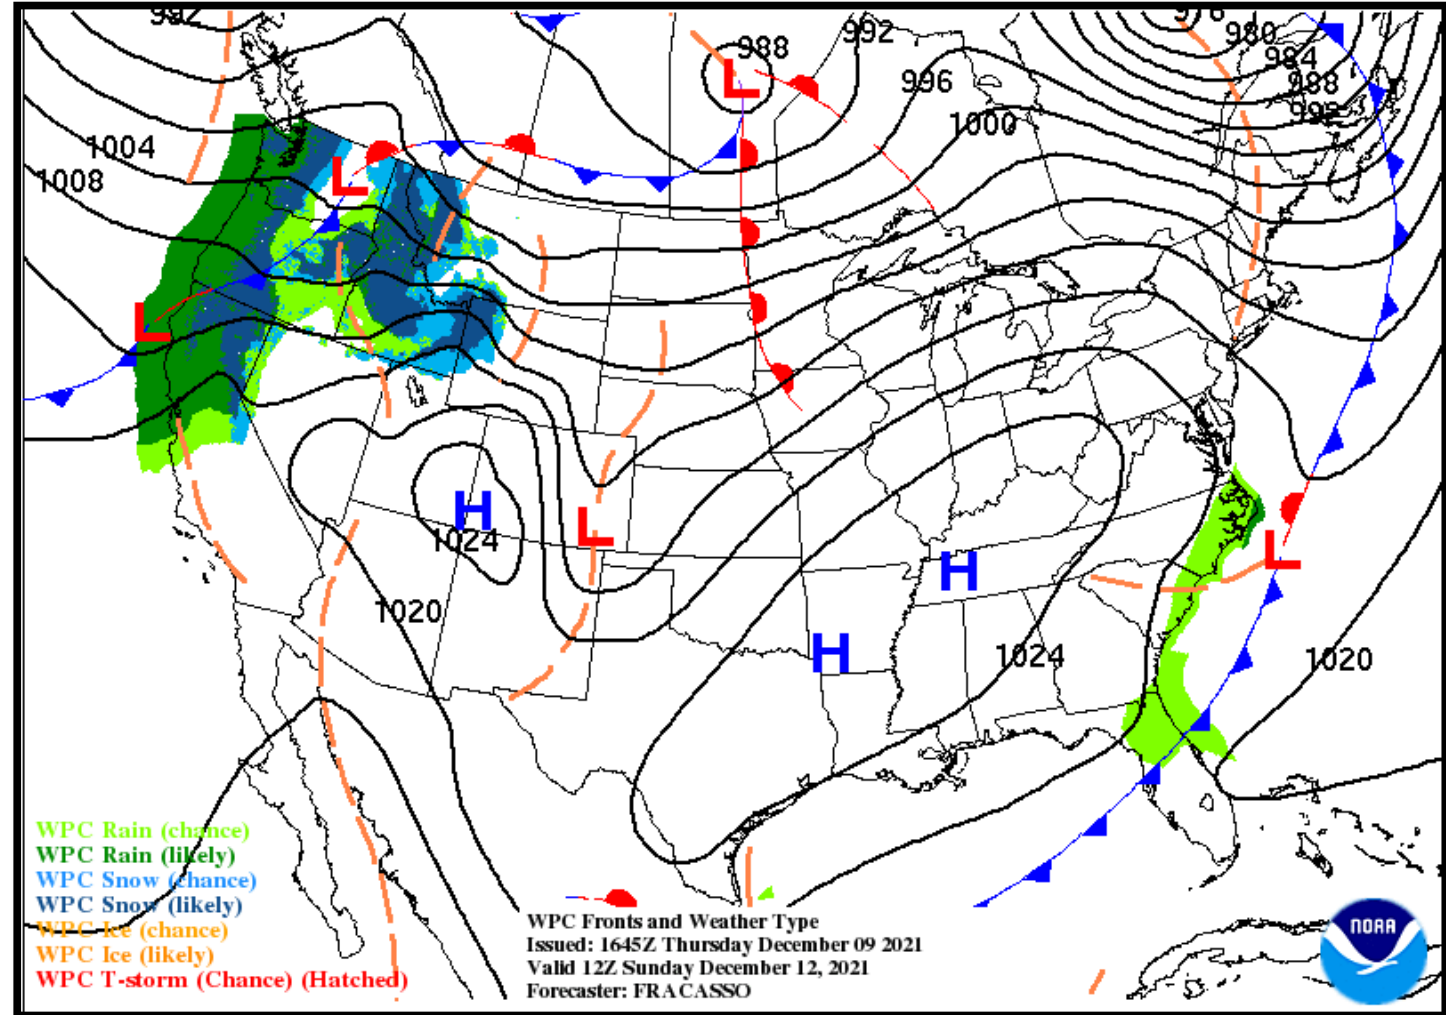 992
988
992
976
980
984
988
992
996
1000
1004
1008
L
L
L
H
1024
L
H
L
1020
H
1024
1020
WPC Rain (chance)
WPC Rain (likely)
WPC Snow (chance)
WPC Snow (likely)
WPC Ice (chance)
WPC Ice (likely)
WPC T-storm (Chance) (Hatched)
WPC Fronts and Weather Type
Issued: 1645Z Thursday December 09 2021
Valid 12Z Sunday December 12, 2021
Forecaster: FRACASSO
NOAA